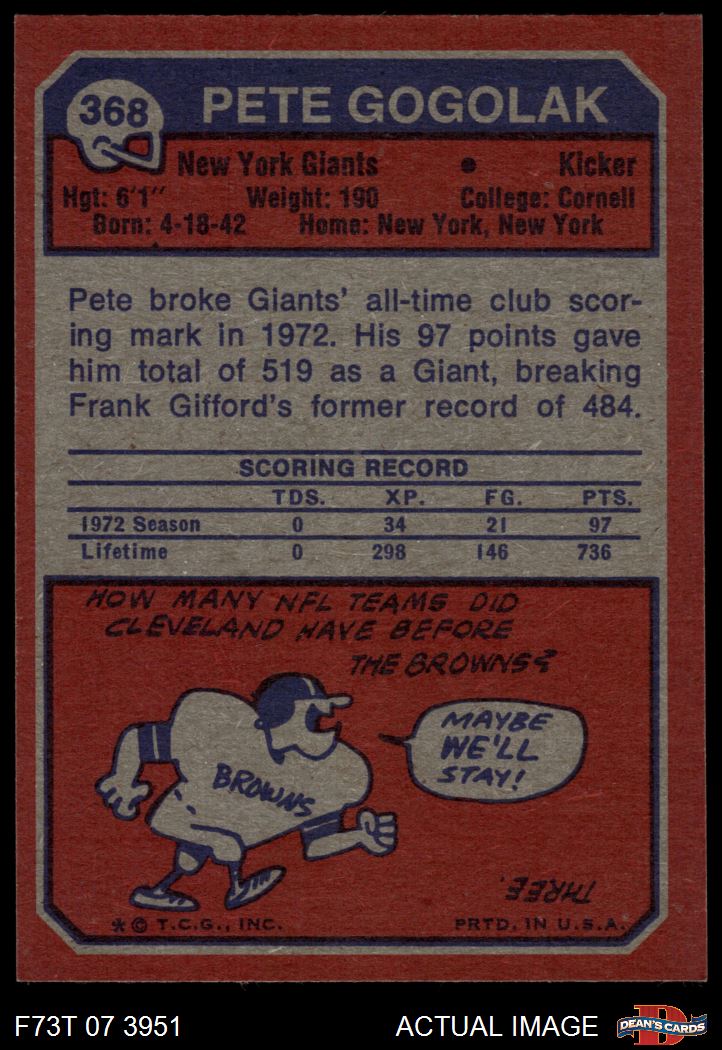 368 PETE GOGOLAK
New York Giants • Kicker
Hgt: 6'1" Weight: 190 College: Cornell
Born: 4-18-42 Home: New York, New York
Pete broke Giants' all-time club scor-
ing mark in 1972. His 97 points gave
him total of 519 as a Giant, breaking
Frank Gifford's former record of 484.
SCORING RECORD
TDS. XP. FG. PTS.
1972 Season 0 34 21 97
Lifetime 0 298 146 736
HOW MANY NFL TEAMS DID
CLEVELAND HAVE BEFORE
THE BROWNS?
MAYBE
WE'LL
STAY!
BROWNS
THREE.
* © T.C.G., INC. PRTD. IN U.S.A.
F73T 07 3951 ACTUAL IMAGE D DEAN'S CARDS